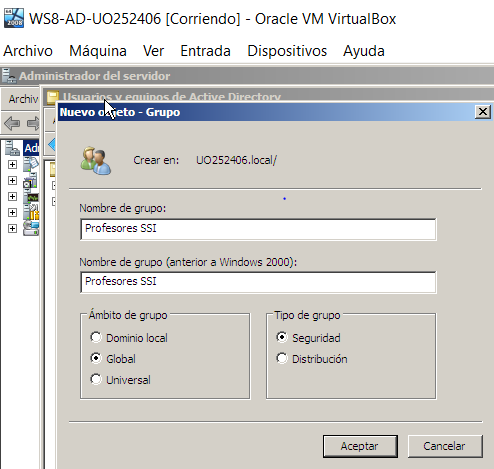 WS8-AD-UO252406 [Corriendo] - Oracle VM VirtualBox
Archivo Máquina Ver Entrada Dispositivos Ayuda
Administrador del servidor
Archiv
Usuarios y equipos de Active Directory
Nuevo objeto - Grupo
Crear en: UO252406.local/
Nombre de grupo:
Profesores SSI
Nombre de grupo (anterior a Windows 2000):
Profesores SSI
Ámbito de grupo
Tipo de grupo
Dominio local
Seguridad
Global
Distribución
Universal
Aceptar
Cancelar